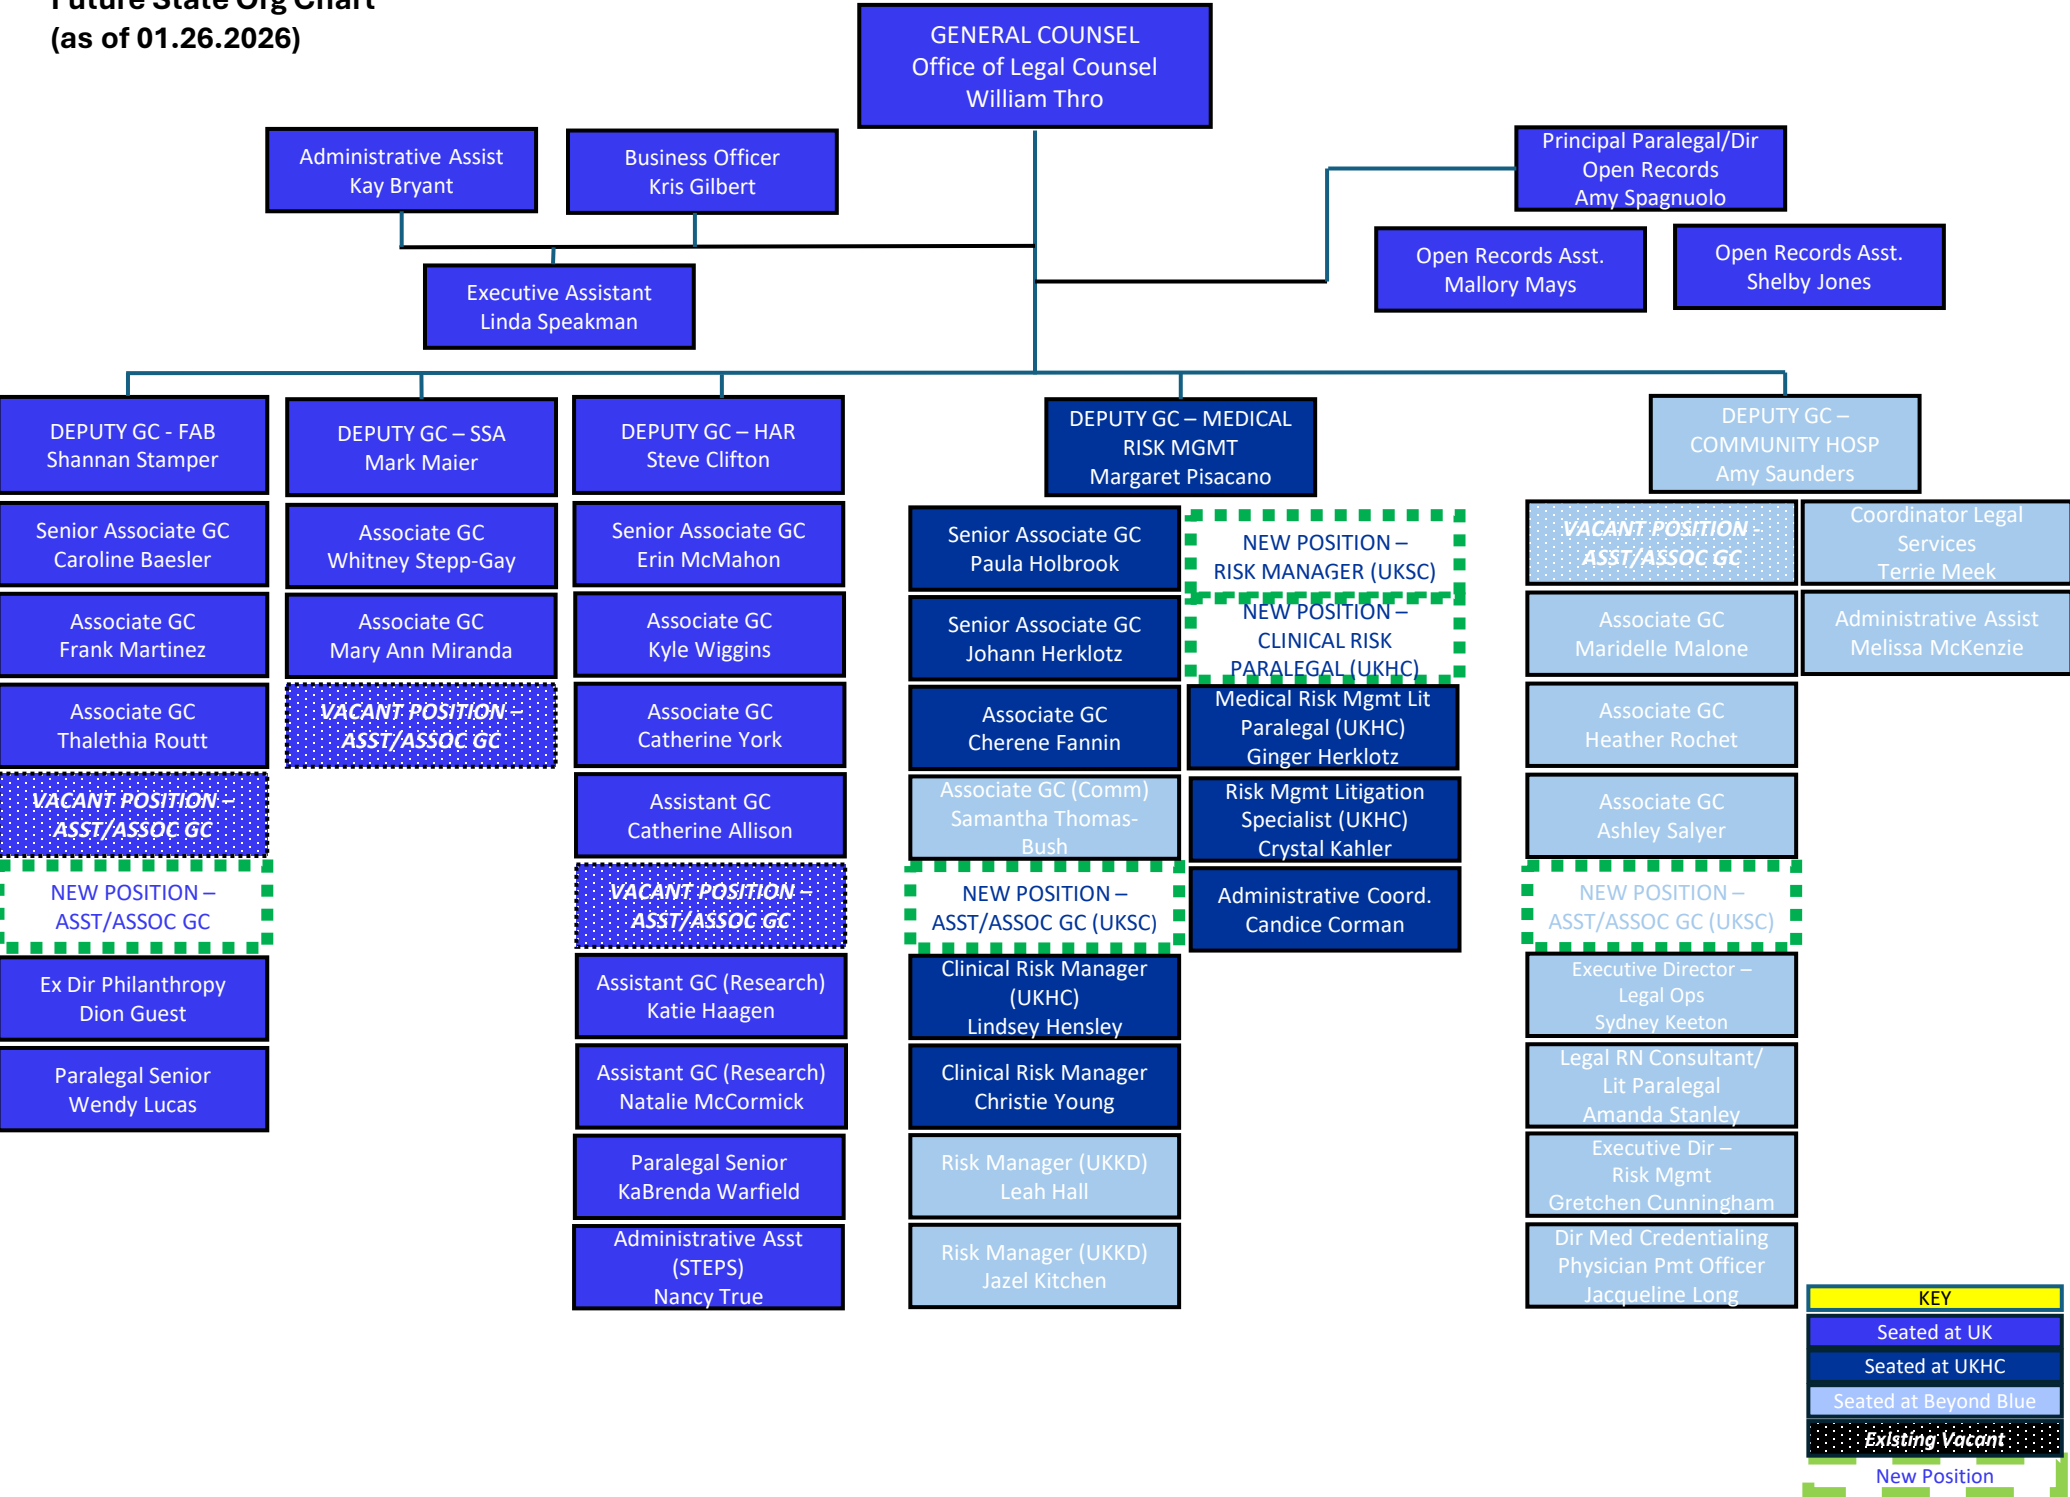 Future State Org Chart
(as of 01.26.2026)
GENERAL COUNSEL
Office of Legal Counsel
William Thro
Administrative Assist
Kay Bryant
Business Officer
Kris Gilbert
Executive Assistant
Linda Speakman
Principal Paralegal/Dir
Open Records
Amy Spagnuolo
Open Records Asst.
Mallory Mays
Open Records Asst.
Shelby Jones
DEPUTY GC - FAB
Shannan Stamper
Senior Associate GC
Caroline Baesler
Associate GC
Frank Martinez
Associate GC
Thalethia Routt
VACANT POSITION –
ASST/ASSOC GC
NEW POSITION –
ASST/ASSOC GC
Ex Dir Philanthropy
Dion Guest
Paralegal Senior
Wendy Lucas
DEPUTY GC – SSA
Mark Maier
Associate GC
Whitney Stepp-Gay
Associate GC
Mary Ann Miranda
VACANT POSITION –
ASST/ASSOC GC
DEPUTY GC – HAR
Steve Clifton
Senior Associate GC
Erin McMahon
Associate GC
Kyle Wiggins
Associate GC
Catherine York
Assistant GC
Catherine Allison
VACANT POSITION –
ASST/ASSOC GC
Assistant GC (Research)
Katie Haagen
Assistant GC (Research)
Natalie McCormick
Paralegal Senior
KaBrenda Warfield
Administrative Asst
(STEPS)
Nancy True
DEPUTY GC – MEDICAL
RISK MGMT
Margaret Pisacano
Senior Associate GC
Paula Holbrook
Senior Associate GC
Johann Herklotz
Associate GC
Cherene Fannin
Associate GC (Comm)
Samantha Thomas-
Bush
NEW POSITION –
ASST/ASSOC GC (UKSC)
Clinical Risk Manager
(UKHC)
Lindsey Hensley
Clinical Risk Manager
Christie Young
Risk Manager (UKKD)
Leah Hall
Risk Manager (UKKD)
Jazel Kitchen
NEW POSITION –
RISK MANAGER (UKSC)
NEW POSITION –
CLINICAL RISK
PARALEGAL (UKHC)
Medical Risk Mgmt Lit
Paralegal (UKHC)
Ginger Herklotz
Risk Mgmt Litigation
Specialist (UKHC)
Crystal Kahler
Administrative Coord.
Candice Corman
DEPUTY GC –
COMMUNITY HOSP
Amy Saunders
VACANT POSITION -
ASST/ASSOC GC
Associate GC
Maridelle Malone
Associate GC
Heather Rochet
Associate GC
Ashley Salyer
NEW POSITION –
ASST/ASSOC GC (UKSC)
Executive Director –
Legal Ops
Sydney Keeton
Legal RN Consultant/
Lit Paralegal
Amanda Stanley
Executive Dir –
Risk Mgmt
Gretchen Cunningham
Dir Med Credentialing
Physician Pmt Officer
Jacqueline Long
Coordinator Legal
Services
Terrie Meek
Administrative Assist
Melissa McKenzie
KEY
Seated at UK
Seated at UKHC
Seated at Beyond Blue
Existing Vacant
New Position